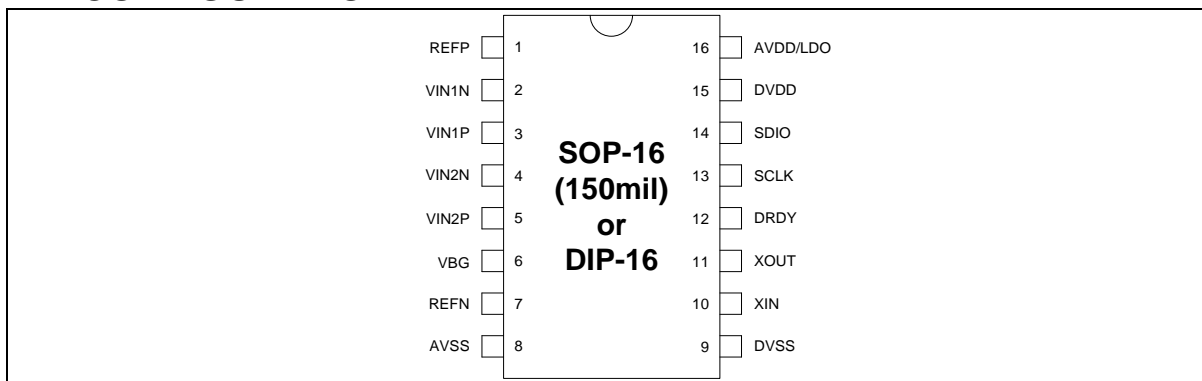 REFP 1 16 AVDD/LDO
VIN1N 2 15 DVDD
VIN1P 3 14 SDIO
SOP-16
VIN2N 4 13 SCLK
(150mil)
VIN2P 5 12 DRDY
or
VBG 6 11 XOUT
DIP-16
REFN 7 10 XIN
AVSS 8 9 DVSS